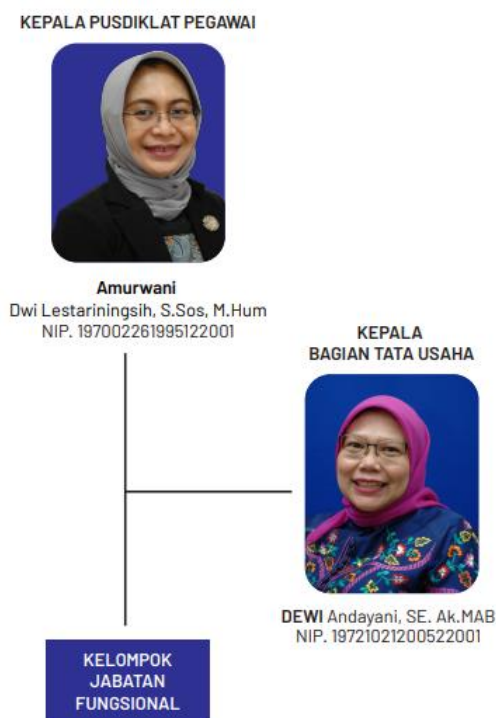 KEPALA PUSDIKLAT PEGAWAI
Amurwani
Dwi Lestariningsih, S.Sos, M.Hum
NIP. 197002261995122001
KEPALA
BAGIAN TATA USAHA
DEWI Andayani, SE. Ak.MAB
NIP. 19721021200522001
KELOMPOK
JABATAN
FUNGSIONAL